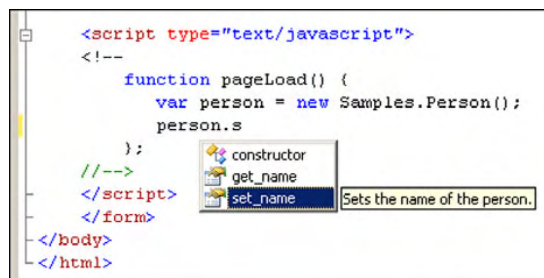 <script type="text/javascript">
<!--
function pageLoad() {
var person = new Samples.Person();
person.s
};
constructor
get_name
set_name
Sets the name of the person.
//-->
</script>
</form>
</body>
</html>